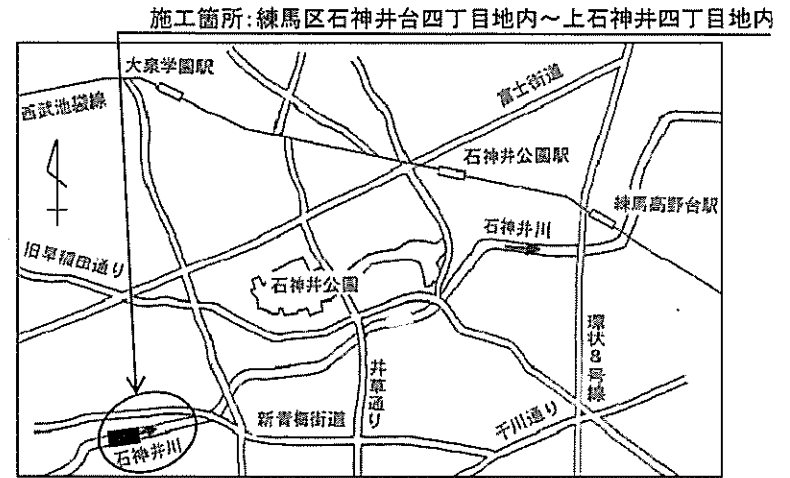 施工箇所:練馬区石神井台四丁目地内～上石神井四丁目地内
大泉学園駅
西武池袋線
富士街道
石神井公園駅
練馬高野台駅
石神井川
旧早稲田通り
石神井公園
環状8号線
井草通り
新青梅街道
千川通り
石神井川